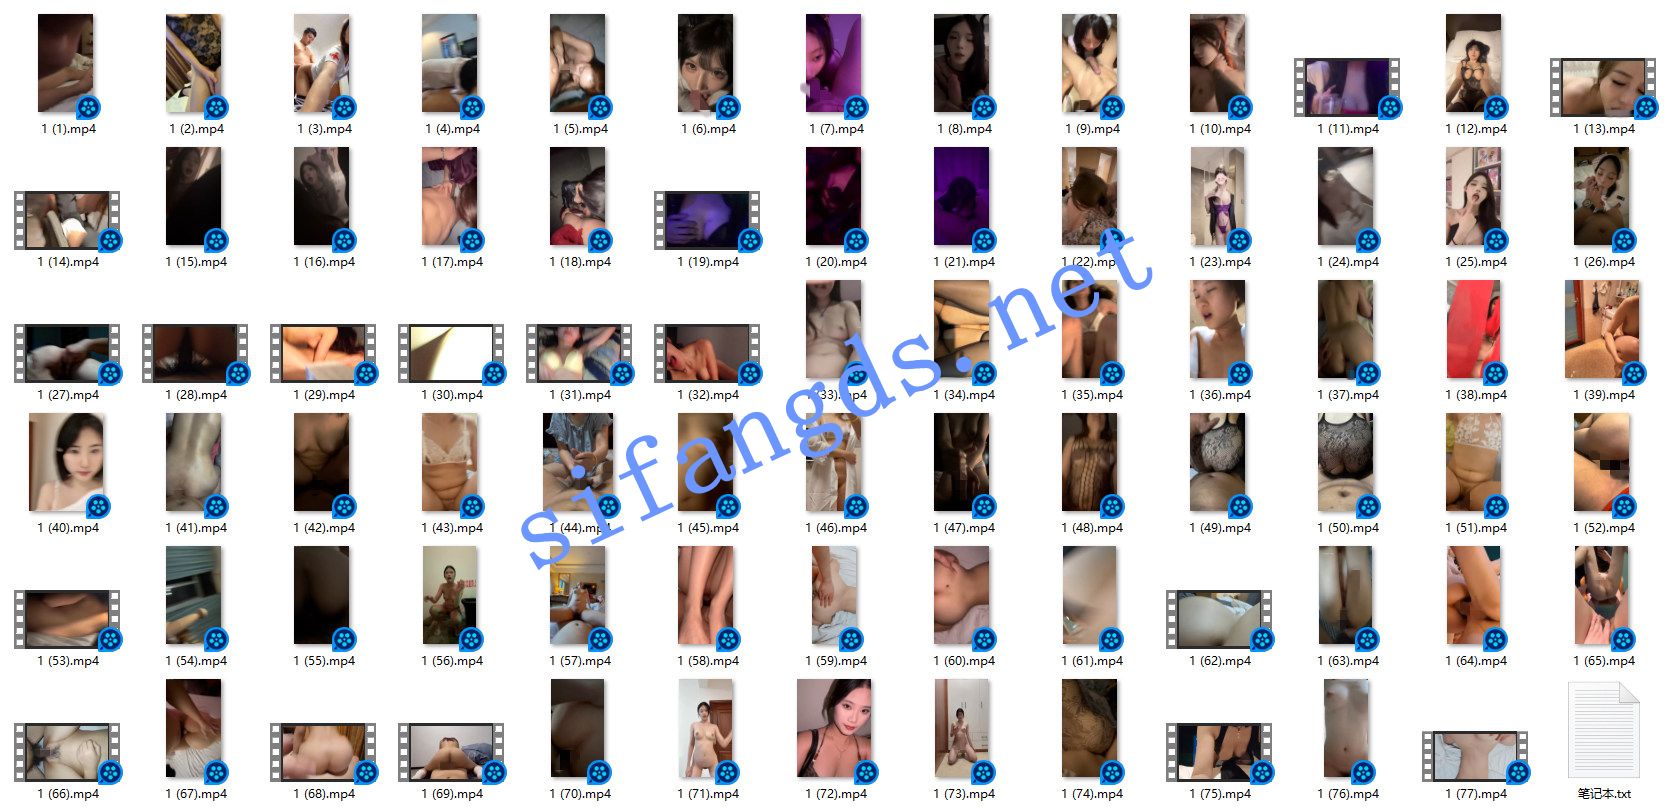 1 (1).mp4
1 (2).mp4
1 (3).mp4
1 (4).mp4
1 (5).mp4
1 (6).mp4
1 (7).mp4
1 (8).mp4
1 (9).mp4
1 (10).mp4
1 (11).mp4
1 (12).mp4
1 (13).mp4
1 (14).mp4
1 (15).mp4
1 (16).mp4
1 (17).mp4
1 (18).mp4
1 (19).mp4
1 (20).mp4
1 (21).mp4
1 (22).mp4
1 (23).mp4
1 (24).mp4
1 (25).mp4
1 (26).mp4
1 (27).mp4
1 (28).mp4
1 (29).mp4
1 (30).mp4
1 (31).mp4
1 (32).mp4
1 (33).mp4
1 (34).mp4
1 (35).mp4
1 (36).mp4
1 (37).mp4
1 (38).mp4
1 (39).mp4
1 (40).mp4
1 (41).mp4
1 (42).mp4
1 (43).mp4
1 (44).mp4
1 (45).mp4
1 (46).mp4
1 (47).mp4
1 (48).mp4
1 (49).mp4
1 (50).mp4
1 (51).mp4
1 (52).mp4
1 (53).mp4
1 (54).mp4
1 (55).mp4
1 (56).mp4
1 (57).mp4
1 (58).mp4
1 (59).mp4
1 (60).mp4
1 (61).mp4
1 (62).mp4
1 (63).mp4
1 (64).mp4
1 (65).mp4
1 (66).mp4
1 (67).mp4
1 (68).mp4
1 (69).mp4
1 (70).mp4
1 (71).mp4
1 (72).mp4
1 (73).mp4
1 (74).mp4
1 (75).mp4
1 (76).mp4
1 (77).mp4
笔记本.txt
sifangds.net